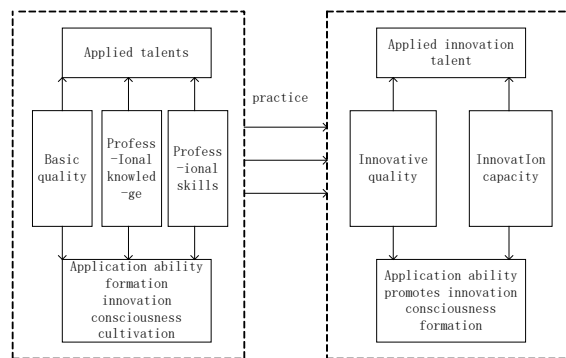 Applied talents
Basic
quality
Profess
-Ional
knowled
-ge
Profess
-ional
skills
Application ability
formation
innovation
consciousness
cultivation
practice
Applied innovation
talent
Innovative
quality
InnovatIon
capacity
Application ability
promotes innovation
consciousness
formation